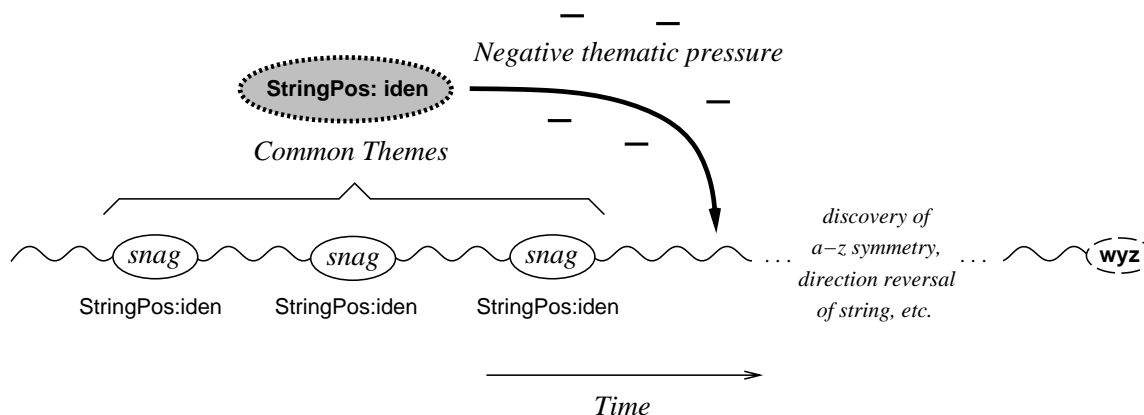 Negative thematic pressure
StringPos: iden
Common Themes
discovery of
a–z symmetry,
direction reversal
of string, etc.
snag snag snag ... ... wyz
StringPos:iden StringPos:iden StringPos:iden
Time